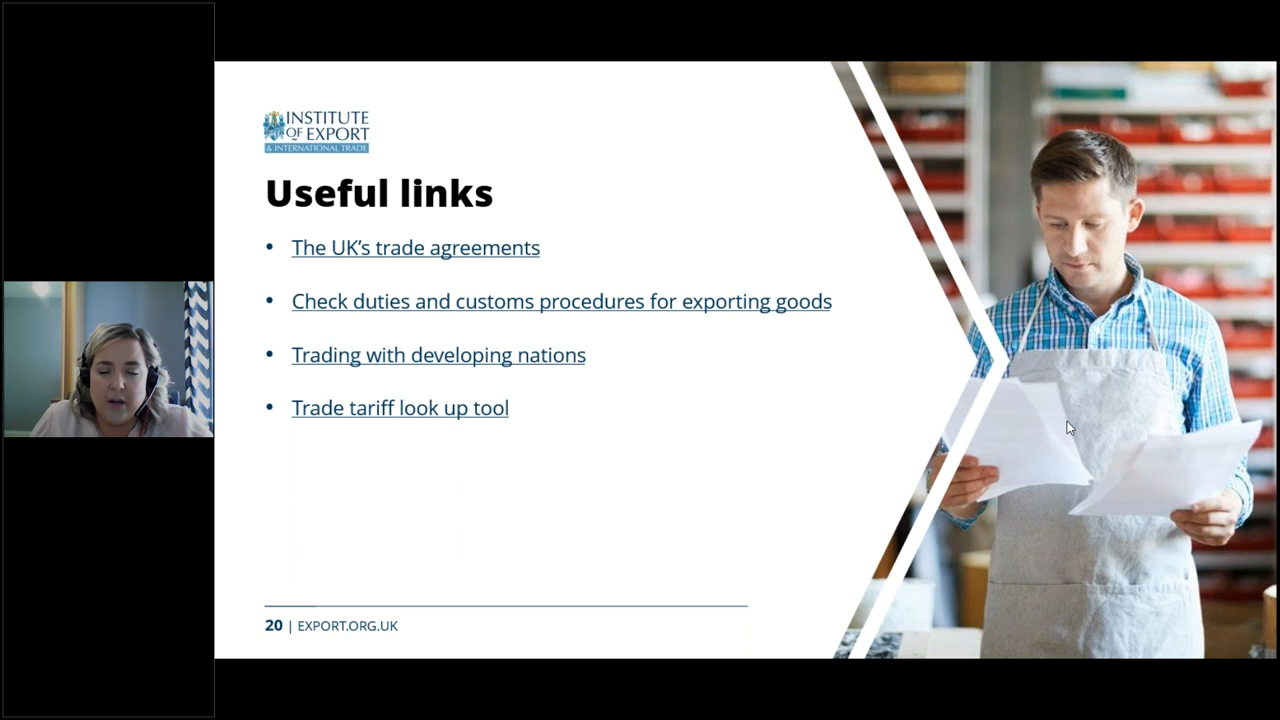 INSTITUTE
OF EXPORT
& INTERNATIONAL TRADE
Useful links
• The UK’s trade agreements
• Check duties and customs procedures for exporting goods
• Trading with developing nations
• Trade tariff look up tool
20 | EXPORT.ORG.UK